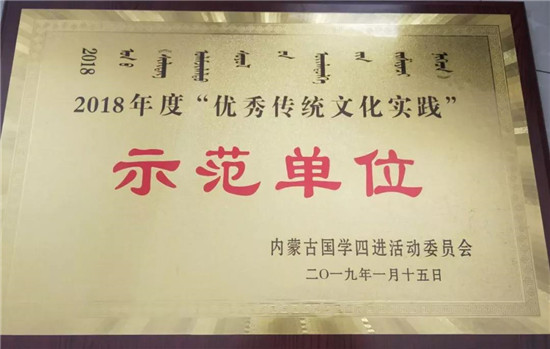 2018
2018年度“优秀传统文化实践”
示范单位
内蒙古国学四进活动委员会
二〇一九年一月十五日